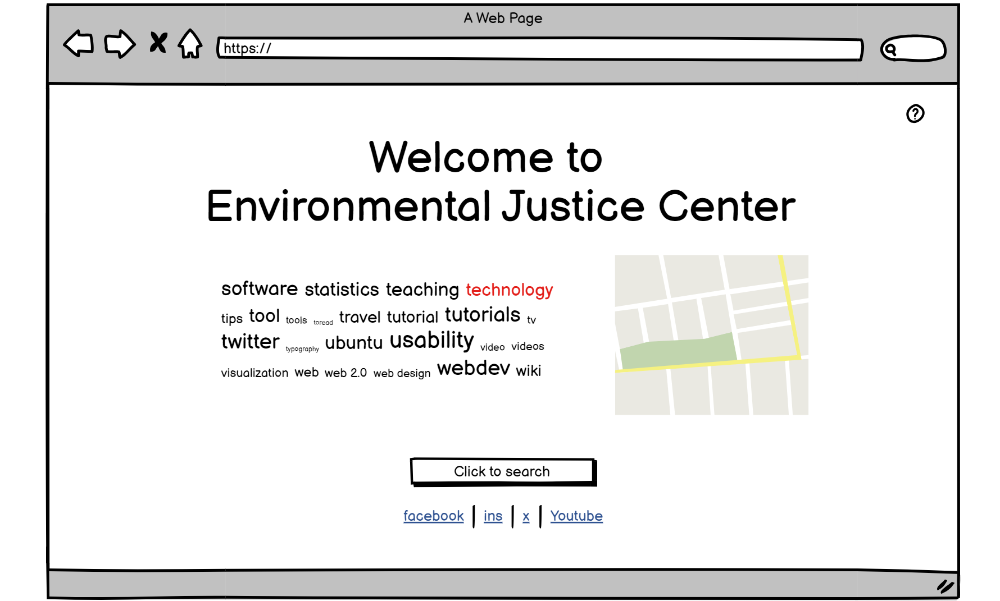 A Web Page
https://
?
Welcome to
Environmental Justice Center
software statistics teaching technology
tips tool tools toread travel tutorial tutorials tv
twitter typography ubuntu usability video videos
visualization web web 2.0 web design webdev wiki
Click to search
facebook | ins | x | Youtube